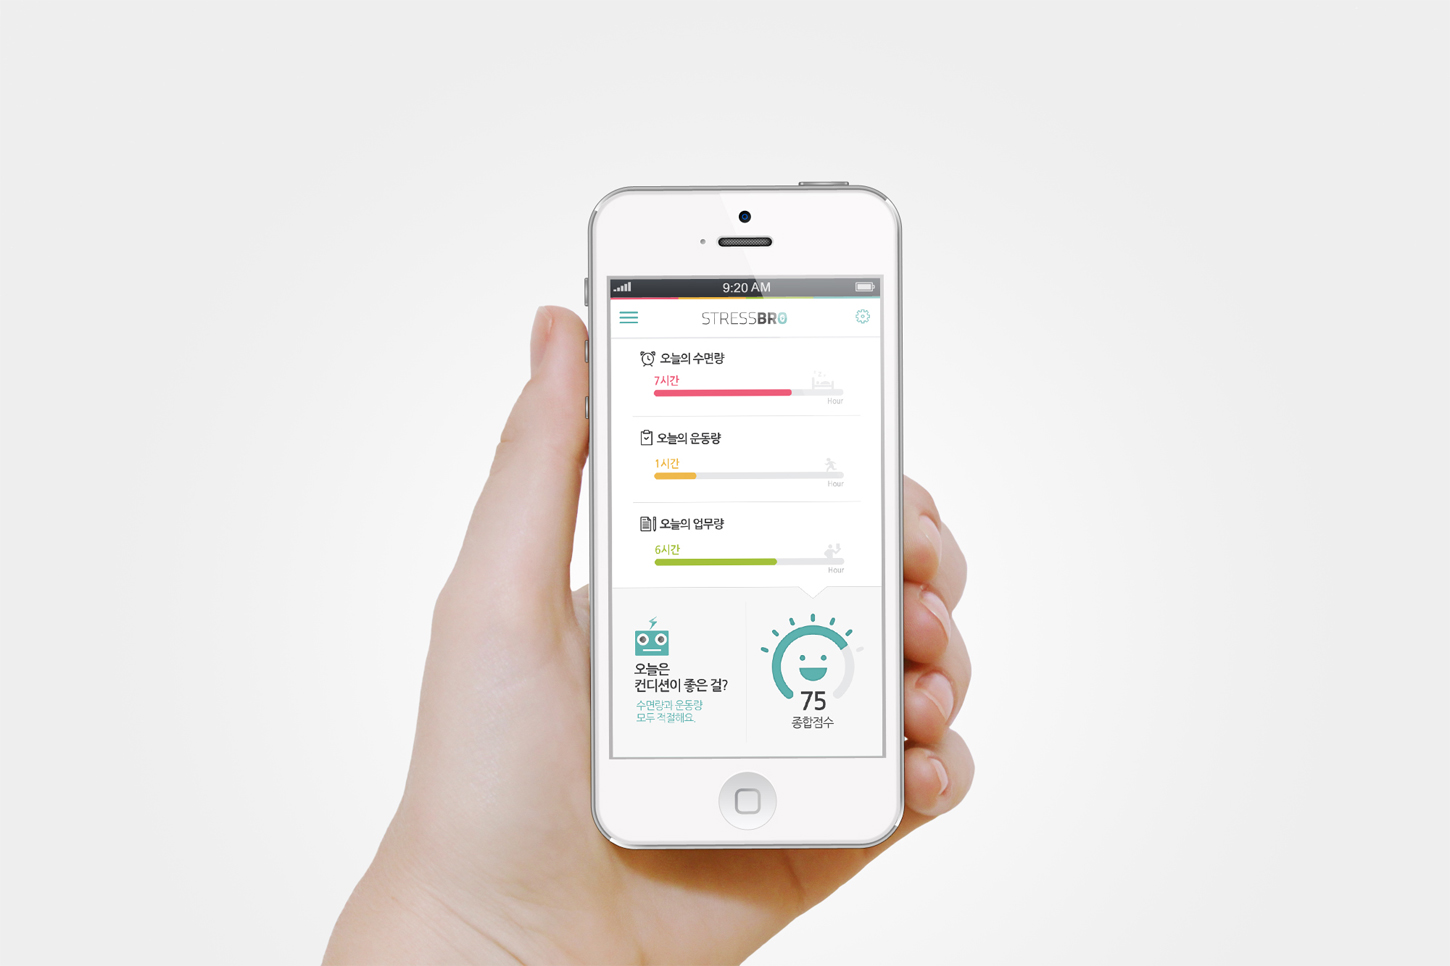 9:20 AM
STRESSBRO
오늘의 수면량
7시간
Hour
오늘의 운동량
1시간
Hour
오늘의 업무량
6시간
Hour
오늘은
컨디션이 좋은 걸?
수면량과 운동량
모두 적절해요.
75
종합점수